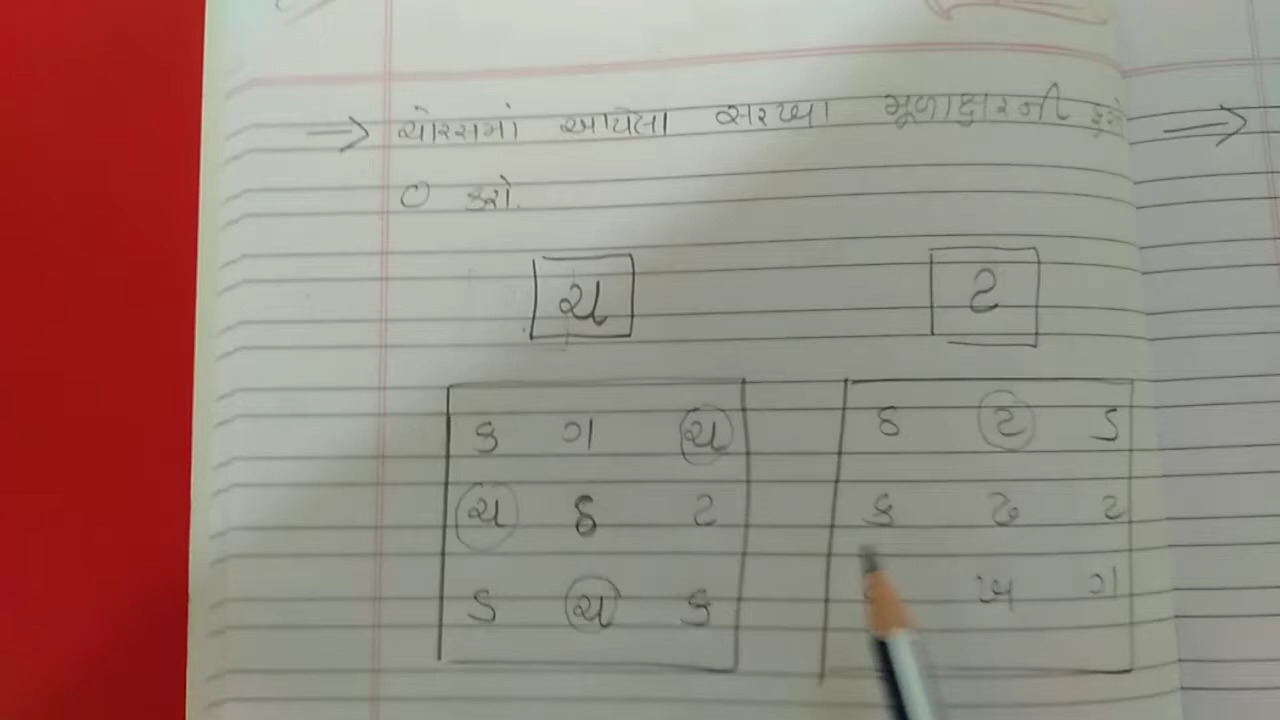 ચોરસમાં આપેલા સરખા મૂળાક્ષરની ફરતે
○ કરો.
ચ ટ
ક ગ ચ ઠ ટ ડ
ચ ઠ ટ ક ઢ ટ
ડ ચ ક ખ ગ